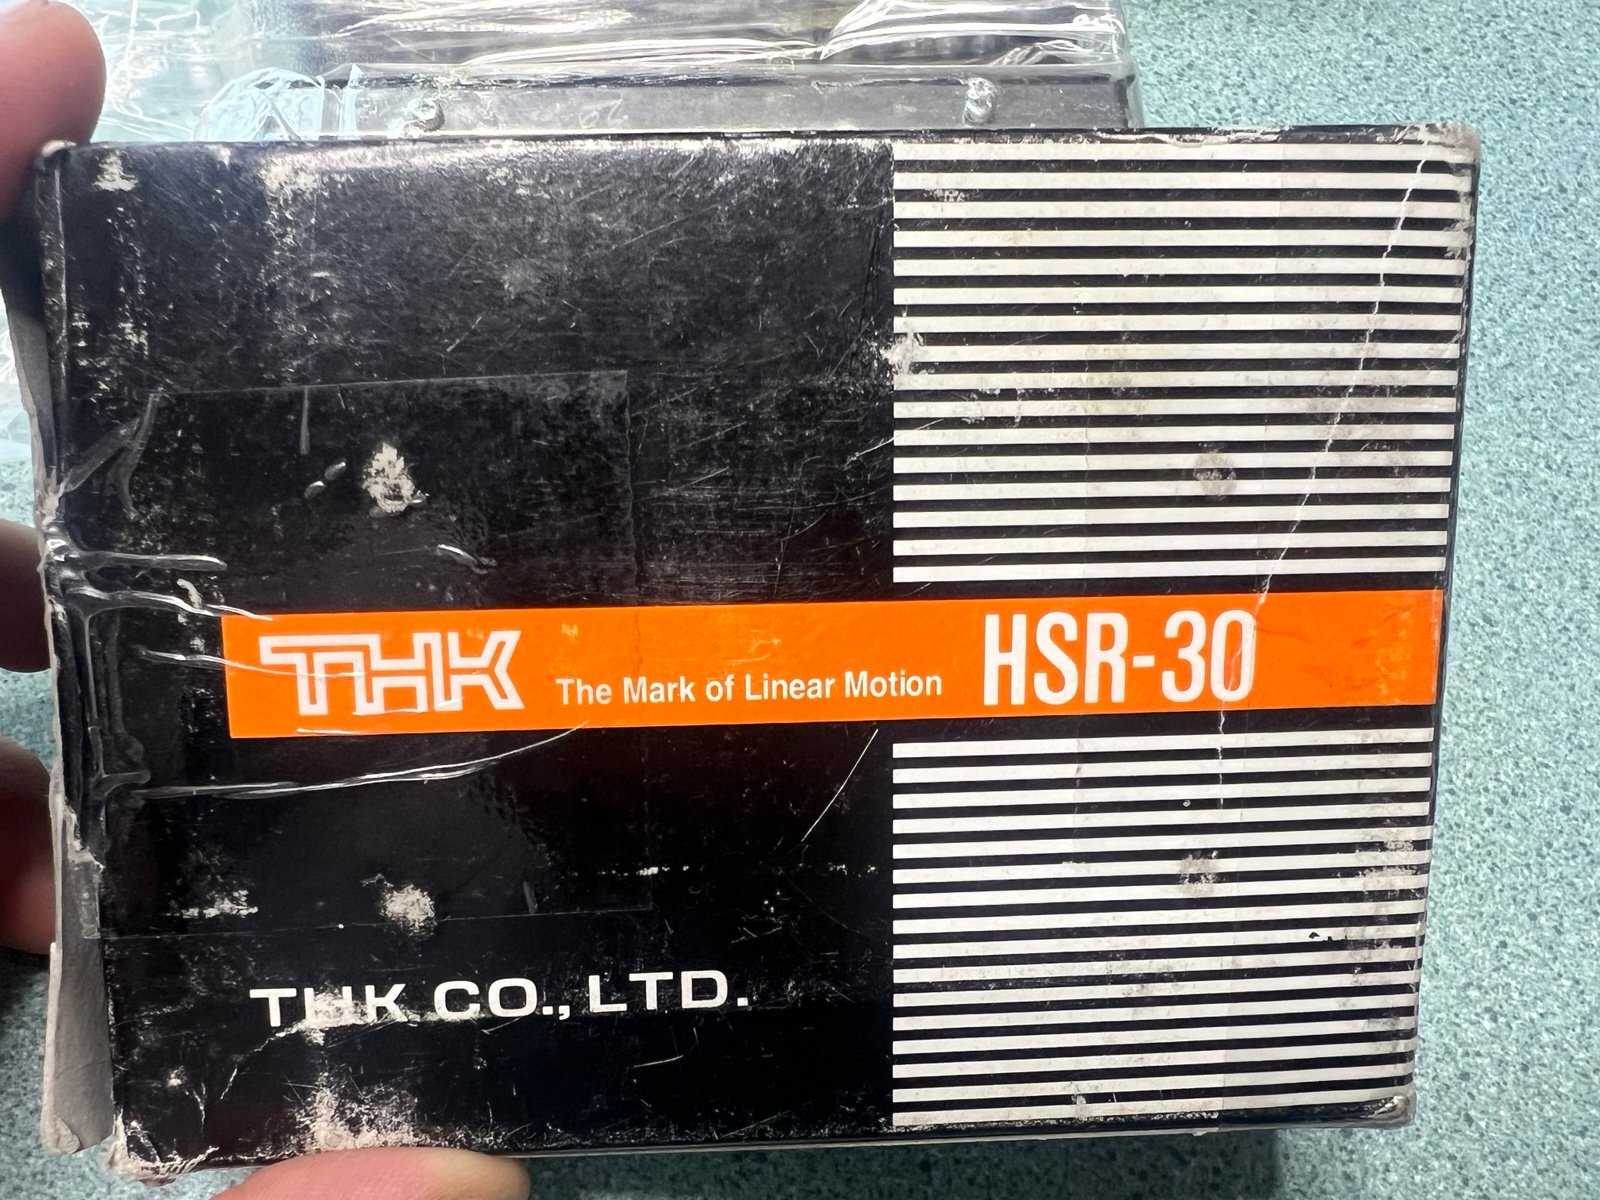 THK The Mark of Linear Motion HSR-30
THK CO., LTD.